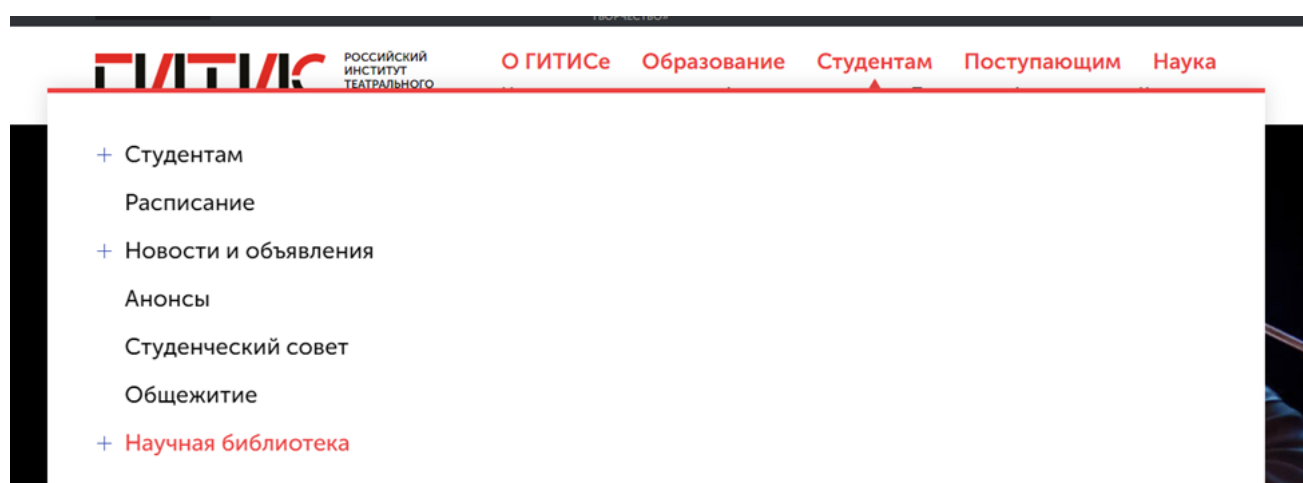 ГИТИС
РОССИЙСКИЙ
ИНСТИТУТ
ТЕАТРАЛЬНОГО
О ГИТИСе Образование Студентам Поступающим Наука
+ Студентам
Расписание
+ Новости и объявления
Анонсы
Студенческий совет
Общежитие
+ Научная библиотека